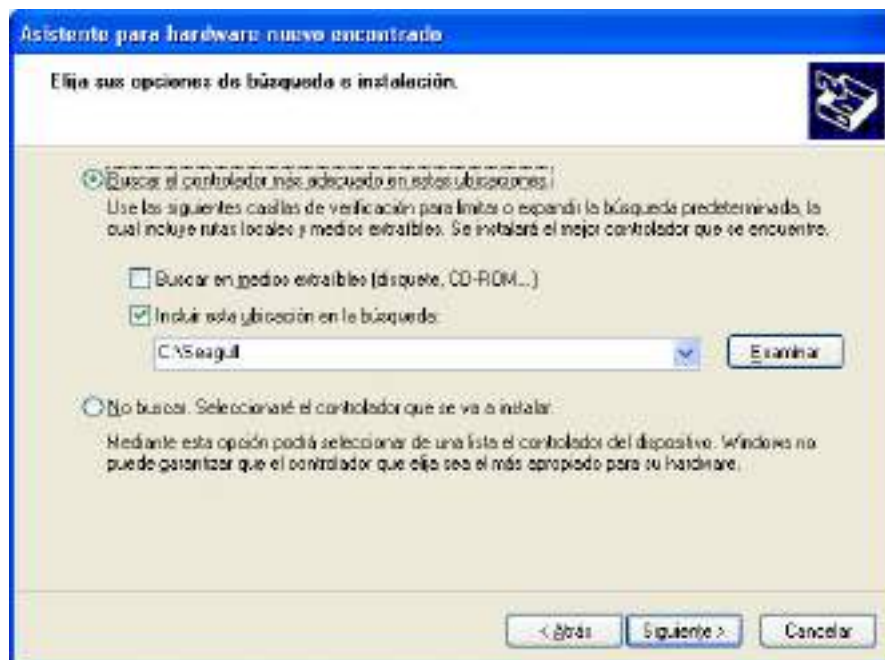 Asistente para hardware nuevo encontrado
Elija sus opciones de búsqueda e instalación.
Buscar el controlador más adecuado en estas ubicaciones.
Use las siguientes casillas de verificación para limitar o expandir la búsqueda predeterminada, la
cual incluye rutas locales y medios extraíbles. Se instalará el mejor controlador que se encuentre.
Buscar en medios extraíbles (disquete, CD-ROM...)
Incluir esta ubicación en la búsqueda:
C:\Seagull
Examinar
No buscar. Seleccionaré el controlador que se va a instalar.
Mediante esta opción podrá seleccionar de una lista el controlador del dispositivo. Windows no
puede garantizar que el controlador que elija sea el más apropiado para su hardware.
< Atrás
Siguiente >
Cancelar